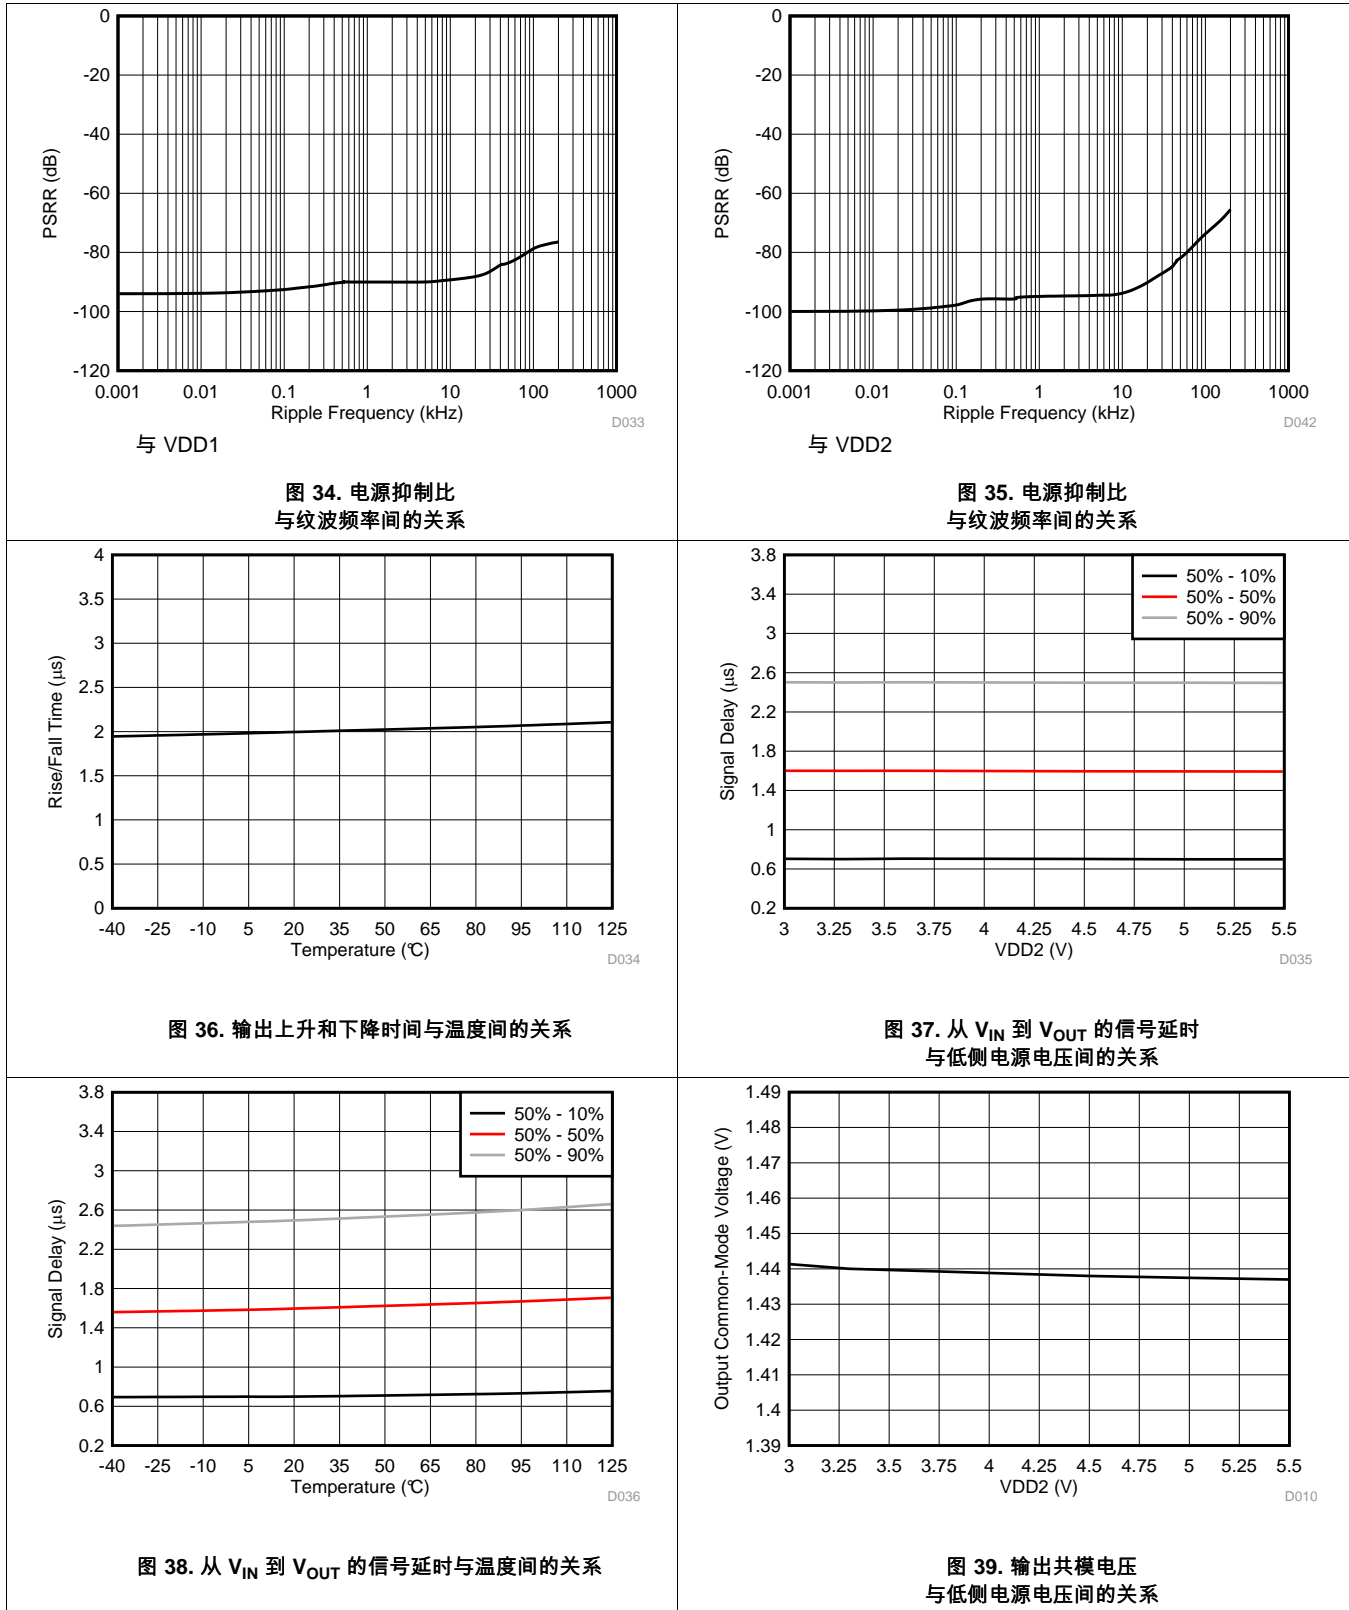 0
-20
-40
-60
-80
-100
-120
PSRR (dB)
0.001 0.01 0.1 1 10 100 1000
Ripple Frequency (kHz)
D033
与 VDD1
图 34. 电源抑制比
与纹波频率间的关系
0
-20
-40
-60
-80
-100
-120
PSRR (dB)
0.001 0.01 0.1 1 10 100 1000
Ripple Frequency (kHz)
D042
与 VDD2
图 35. 电源抑制比
与纹波频率间的关系
4
3.5
3
2.5
2
1.5
1
0.5
0
Rise/Fall Time (μs)
-40 -25 -10 5 20 35 50 65 80 95 110 125
Temperature (°C)
D034
图 36. 输出上升和下降时间与温度间的关系
3.8
3.4
3
2.6
2.2
1.8
1.4
1
0.6
0.2
Signal Delay (μs)
50% - 10%
50% - 50%
50% - 90%
3 3.25 3.5 3.75 4 4.25 4.5 4.75 5 5.25 5.5
VDD2 (V)
D035
图 37. 从 VIN 到 VOUT 的信号延时
与低侧电源电压间的关系
3.8
3.4
3
2.6
2.2
1.8
1.4
1
0.6
0.2
Signal Delay (μs)
50% - 10%
50% - 50%
50% - 90%
-40 -25 -10 5 20 35 50 65 80 95 110 125
Temperature (°C)
D036
图 38. 从 VIN 到 VOUT 的信号延时与温度间的关系
1.49
1.48
1.47
1.46
1.45
1.44
1.43
1.42
1.41
1.4
1.39
Output Common-Mode Voltage (V)
3 3.25 3.5 3.75 4 4.25 4.5 4.75 5 5.25 5.5
VDD2 (V)
D010
图 39. 输出共模电压
与低侧电源电压间的关系